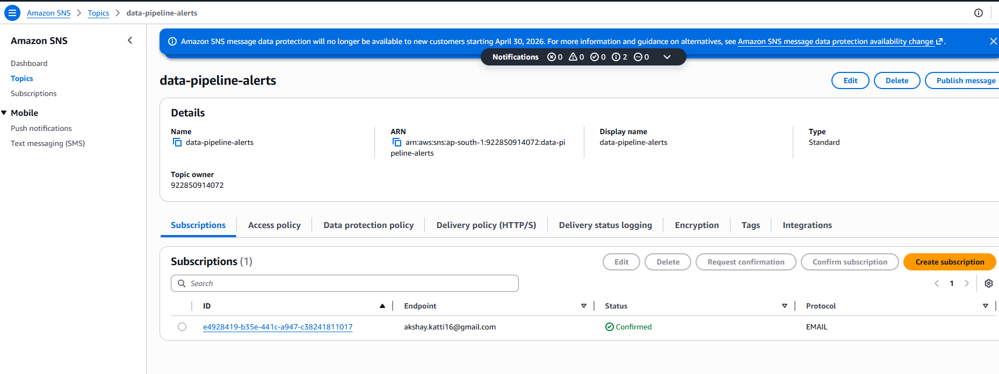 Amazon SNS > Topics > data-pipeline-alerts
Amazon SNS
Dashboard
Topics
Subscriptions
Mobile
Push notifications
Text messaging (SMS)
Amazon SNS message data protection will no longer be available to new customers starting April 30, 2026. For more information and guidance on alternatives, see Amazon SNS message data protection availability change.
Notifications 0 0 0 2 0
data-pipeline-alerts
Edit Delete Publish message
Details
Name
data-pipeline-alerts
ARN
arn:aws:sns:ap-south-1:922850914072:data-pi
peline-alerts
Display name
data-pipeline-alerts
Type
Standard
Topic owner
922850914072
Subscriptions Access policy Data protection policy Delivery policy (HTTP/S) Delivery status logging Encryption Tags Integrations
Subscriptions (1)
Edit Delete Request confirmation Confirm subscription Create subscription
Search
1
ID Endpoint Status Protocol
e4928419-b35e-441c-a947-c38241811017 akshay.katti16@gmail.com Confirmed EMAIL